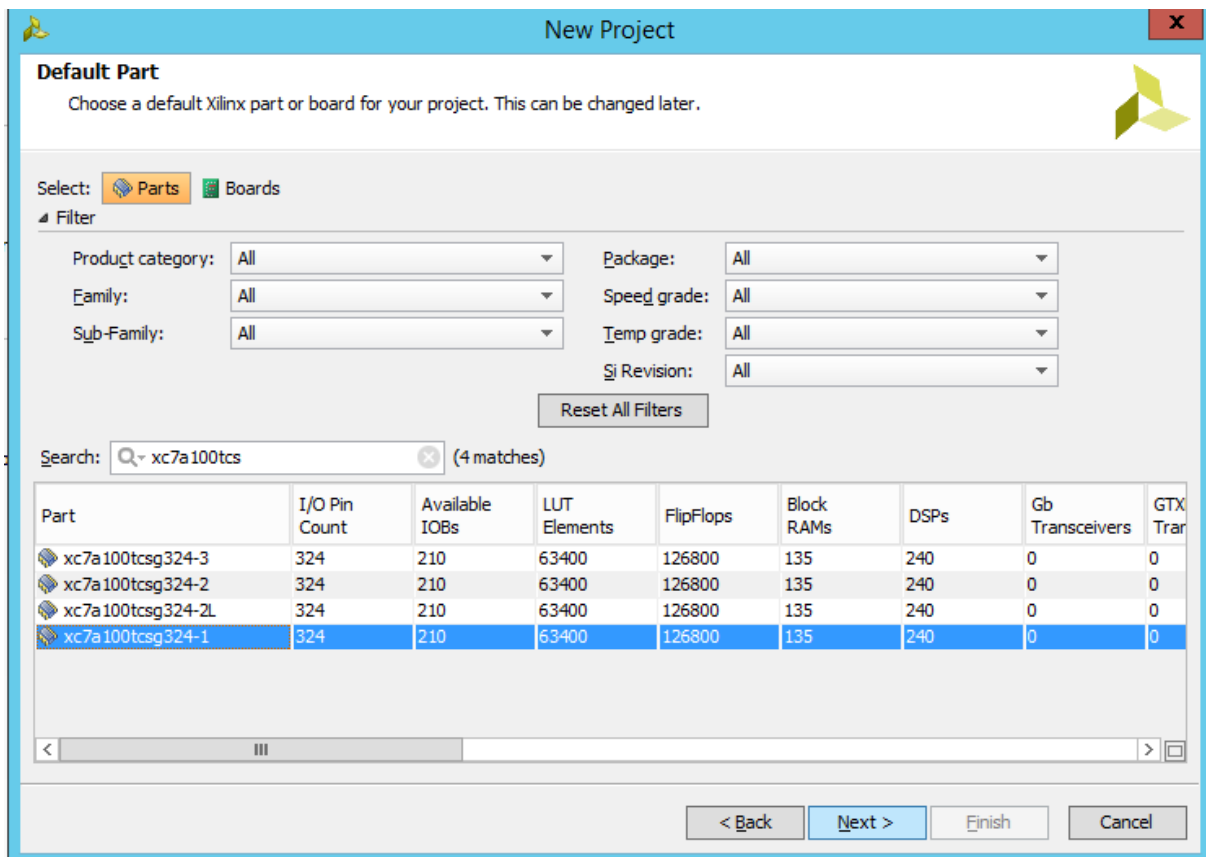 New Project
x
Default Part
Choose a default Xilinx part or board for your project. This can be changed later.
Select: Parts Boards
Filter
Product category: All Package: All
Family: All Speed grade: All
Sub-Family: All Temp grade: All
Si Revision: All
Reset All Filters
Search: xc7a100tcs (4 matches)
Part I/O Pin Count Available IOBs LUT Elements FlipFlops Block RAMs DSPs Gb Transceivers GTX Tran
xc7a100tcsg324-3 324 210 63400 126800 135 240 0 0
xc7a100tcsg324-2 324 210 63400 126800 135 240 0 0
xc7a100tcsg324-2L 324 210 63400 126800 135 240 0 0
xc7a100tcsg324-1 324 210 63400 126800 135 240 0 0
< Back Next > Finish Cancel